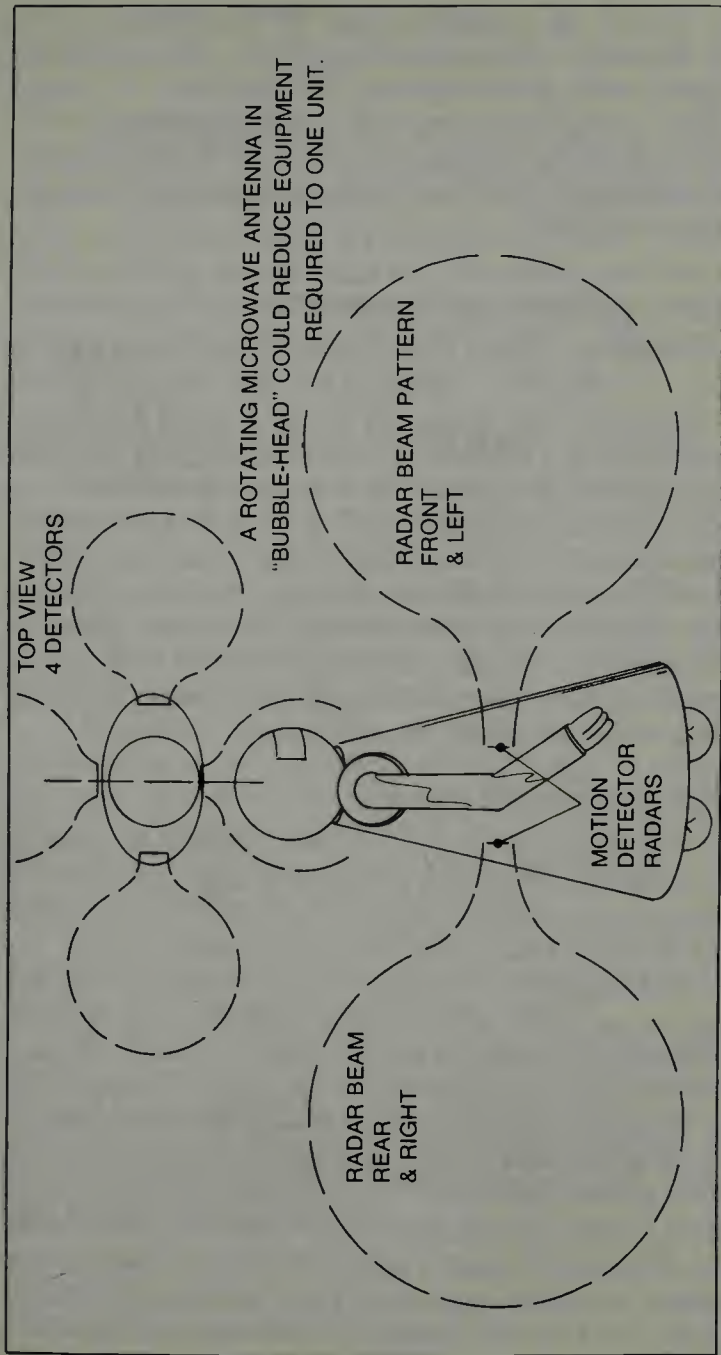 TOP VIEW
4 DETECTORS
A ROTATING MICROWAVE ANTENNA IN
"BUBBLE-HEAD" COULD REDUCE EQUIPMENT
REQUIRED TO ONE UNIT.
RADAR BEAM
REAR
& RIGHT
RADAR BEAM PATTERN
FRONT
& LEFT
MOTION
DETECTOR
RADARS